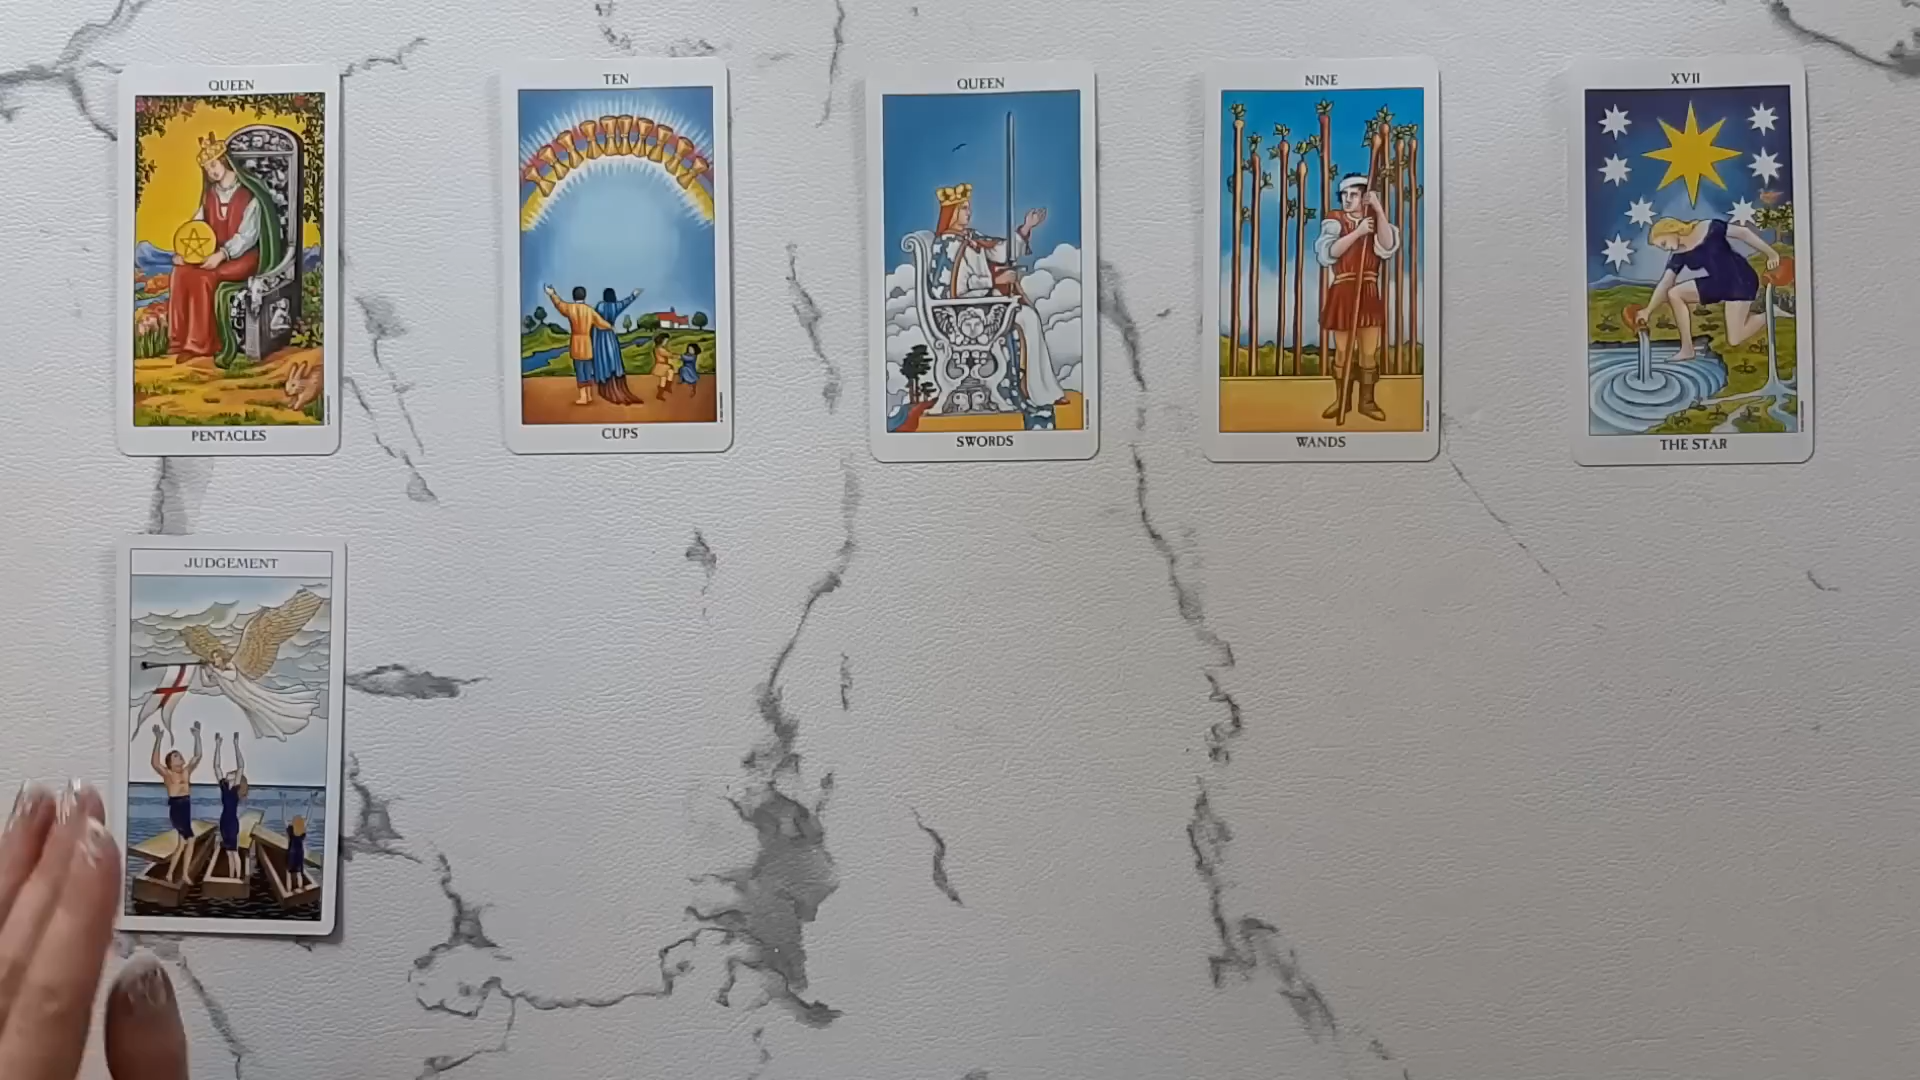 QUEEN
PENTACLES
TEN
CUPS
QUEEN
SWORDS
NINE
WANDS
XVII
THE STAR
JUDGEMENT